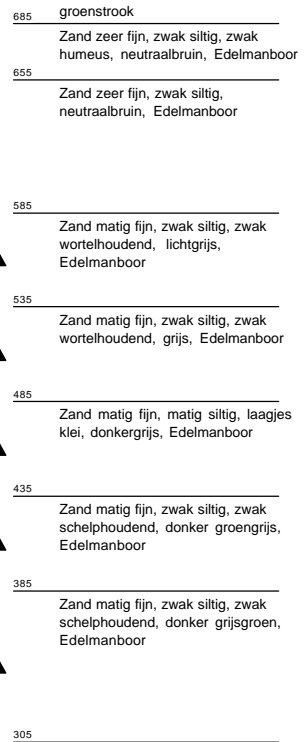 groenstrook
685
Zand zeer fijn, zwak siltig, zwak
humeus, neutraalbruin, Edelmanboor
655
Zand zeer fijn, zwak siltig,
neutraalbruin, Edelmanboor
585
Zand matig fijn, zwak siltig, zwak
wortelhoudend, lichtgrijs,
Edelmanboor
535
Zand matig fijn, zwak siltig, zwak
wortelhoudend, grijs, Edelmanboor
485
Zand matig fijn, matig siltig, laagjes
klei, donkergrijs, Edelmanboor
435
Zand matig fijn, zwak siltig, zwak
schelphoudend, donker groengrijs,
Edelmanboor
385
Zand matig fijn, zwak siltig, zwak
schelphoudend, donker grijsgroen,
Edelmanboor
305